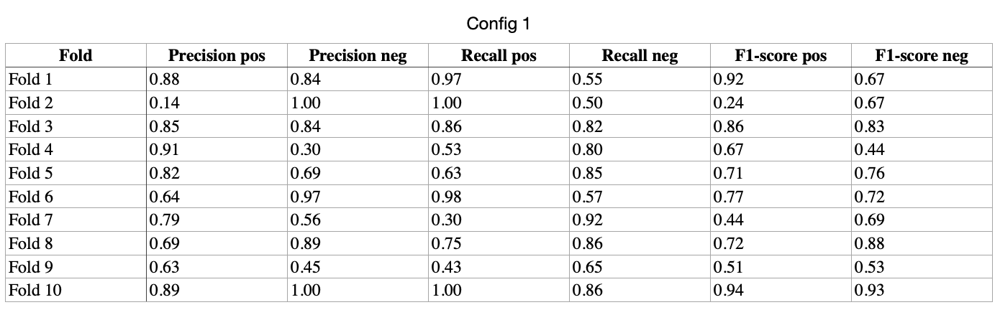 Config 1
Fold Precision pos Precision neg Recall pos Recall neg F1-score pos F1-score neg
Fold 1 0.88 0.84 0.97 0.55 0.92 0.67
Fold 2 0.14 1.00 1.00 0.50 0.24 0.67
Fold 3 0.85 0.84 0.86 0.82 0.86 0.83
Fold 4 0.91 0.30 0.53 0.80 0.67 0.44
Fold 5 0.82 0.69 0.63 0.85 0.71 0.76
Fold 6 0.64 0.97 0.98 0.57 0.77 0.72
Fold 7 0.79 0.56 0.30 0.92 0.44 0.69
Fold 8 0.69 0.89 0.75 0.86 0.72 0.88
Fold 9 0.63 0.45 0.43 0.65 0.51 0.53
Fold 10 0.89 1.00 1.00 0.86 0.94 0.93